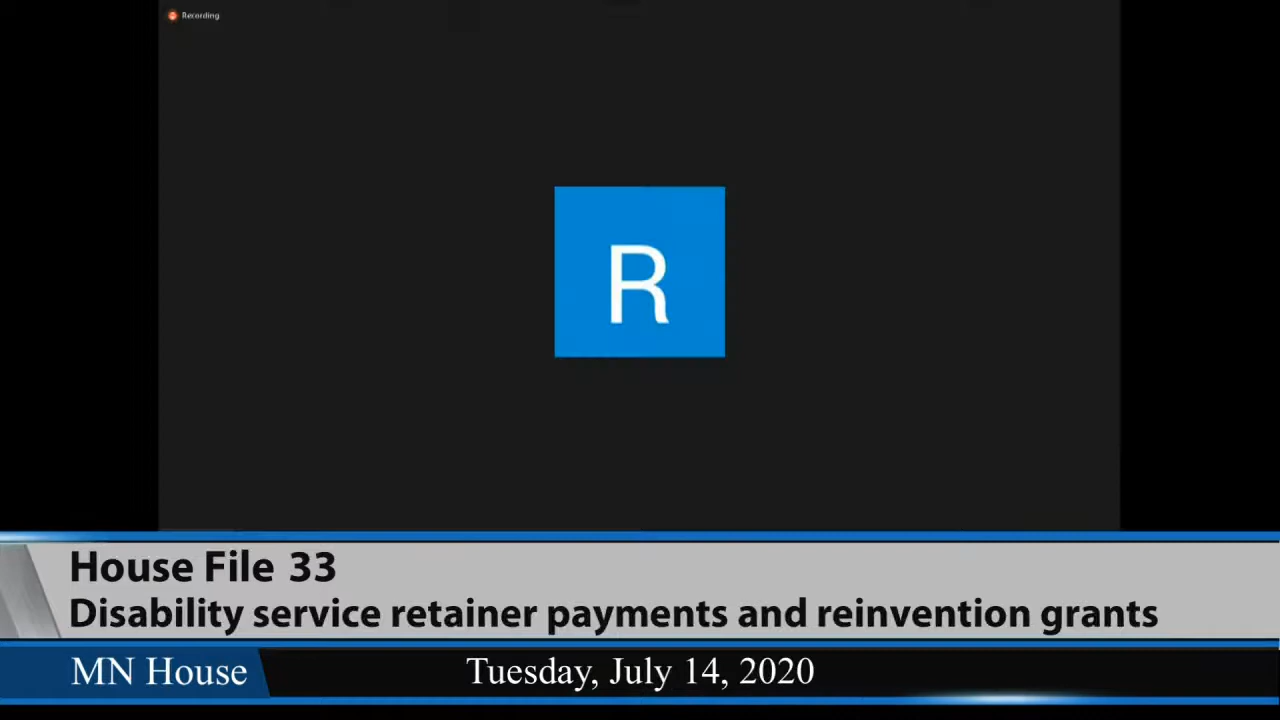 Recording
R
House File 33
Disability service retainer payments and reinvention grants
MN House
Tuesday, July 14, 2020